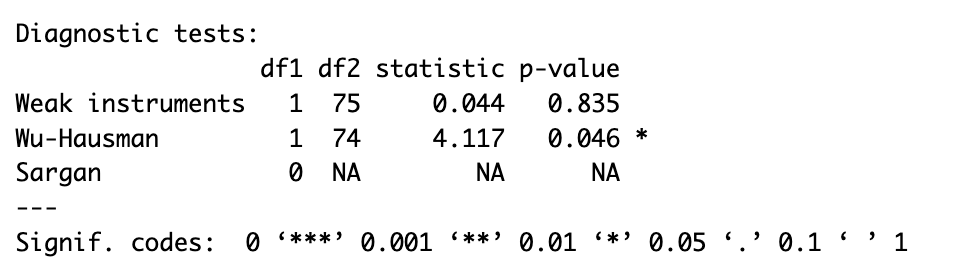 Diagnostic tests:
                 df1 df2 statistic p-value
Weak instruments   1  75     0.044   0.835
Wu-Hausman         1  74     4.117   0.046 *
Sargan             0  NA        NA      NA
---
Signif. codes:  0 ‘***’ 0.001 ‘**’ 0.01 ‘*’ 0.05 ‘.’ 0.1 ‘ ’ 1